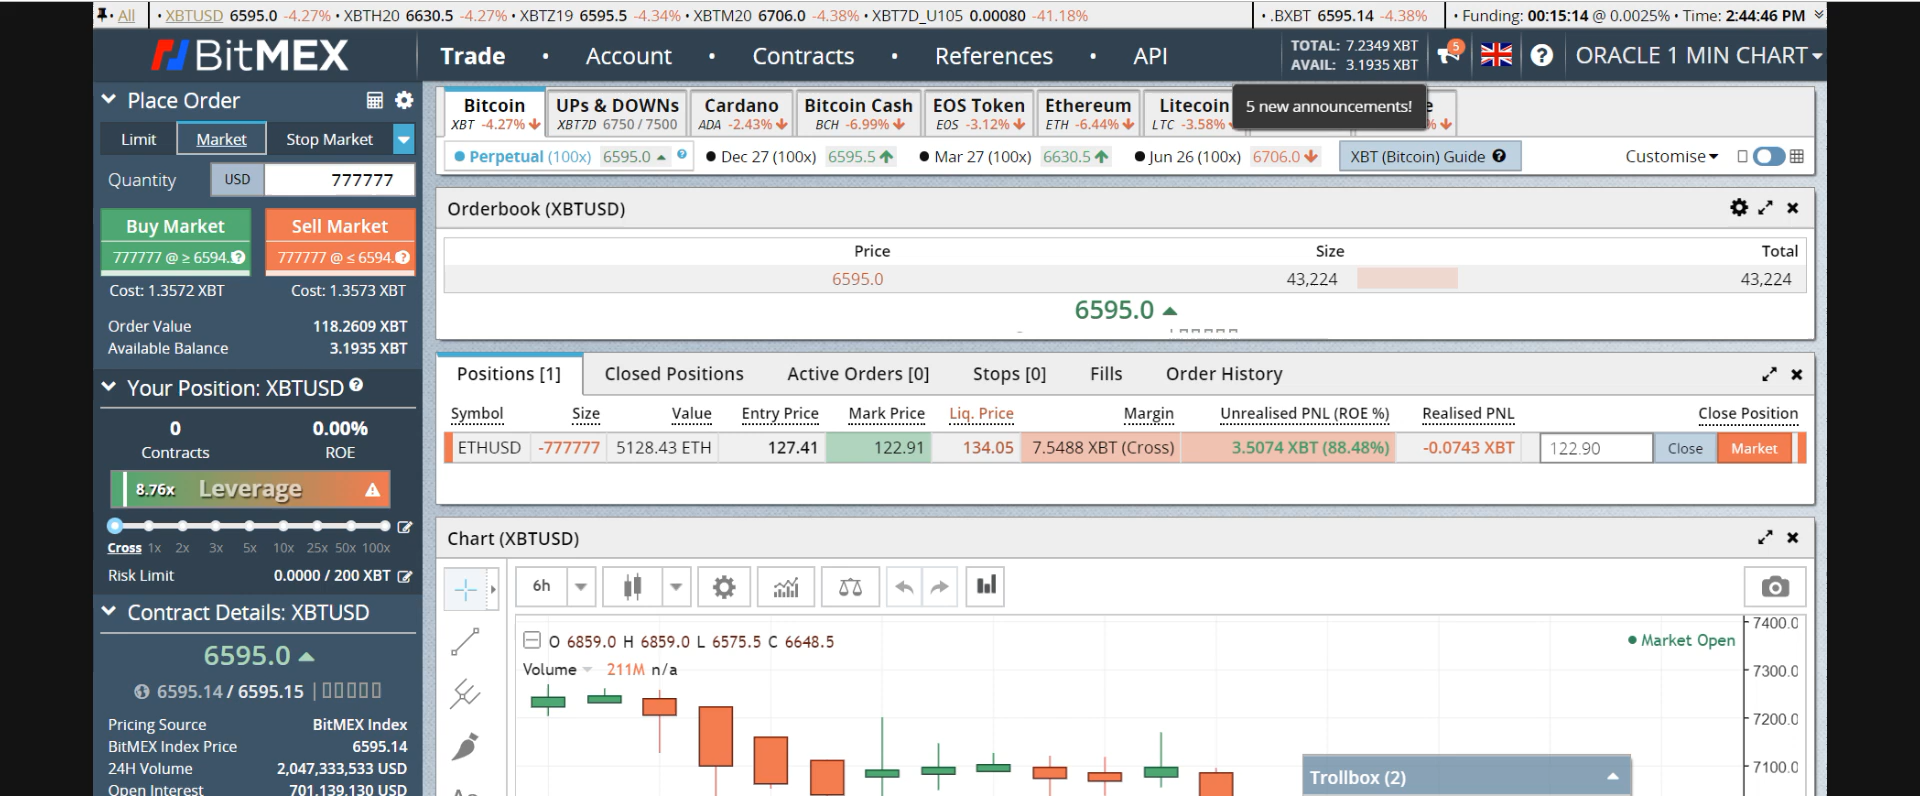 All • XBTUSD 6595.0 -4.27% • XBTH20 6630.5 -4.27% • XBTZ19 6595.5 -4.34% • XBTM20 6706.0 -4.38% • XBT7D_U105 0.00080 -41.18% • .BXBT 6595.14 -4.38% • Funding: 00:15:14 @ 0.0025% • Time: 2:44:46 PM
BitMEX Trade • Account • Contracts • References • API TOTAL: 7.2349 XBT AVAIL: 3.1935 XBT 5 ORACLE 1 MIN CHART
Place Order
Limit Market Stop Market
Quantity USD 777777
Buy Market Sell Market
777777 @ ≥ 6594. 777777 @ ≤ 6594.
Cost: 1.3572 XBT Cost: 1.3573 XBT
Order Value 118.2609 XBT
Available Balance 3.1935 XBT
Your Position: XBTUSD
0 0.00%
Contracts ROE
8.76x Leverage
Cross 1x 2x 3x 5x 10x 25x 50x 100x
Risk Limit 0.0000 / 200 XBT
Contract Details: XBTUSD
6595.0
6595.14 / 6595.15
Pricing Source BitMEX Index
BitMEX Index Price 6595.14
24H Volume 2,047,333,533 USD
Open Interest 701,139,130 USD
Bitcoin UPs & DOWNs Cardano Bitcoin Cash EOS Token Ethereum Litecoin 5 new announcements!
XBT -4.27% XBT7D 6750 / 7500 ADA -2.43% BCH -6.99% EOS -3.12% ETH -6.44% LTC -3.58%
Perpetual (100x) 6595.0 Dec 27 (100x) 6595.5 Mar 27 (100x) 6630.5 Jun 26 (100x) 6706.0 XBT (Bitcoin) Guide Customise
Orderbook (XBTUSD)
Price Size Total
6595.0 43,224 43,224
6595.0
Positions [1] Closed Positions Active Orders [0] Stops [0] Fills Order History
Symbol Size Value Entry Price Mark Price Liq. Price Margin Unrealised PNL (ROE %) Realised PNL Close Position
ETHUSD -777777 5128.43 ETH 127.41 122.91 134.05 7.5488 XBT (Cross) 3.5074 XBT (88.48%) -0.0743 XBT 122.90 Close Market
Chart (XBTUSD)
6h
O 6859.0 H 6859.0 L 6575.5 C 6648.5
Market Open
Volume 211M n/a
7400.0
7300.0
7200.0
7100.0
Trollbox (2)